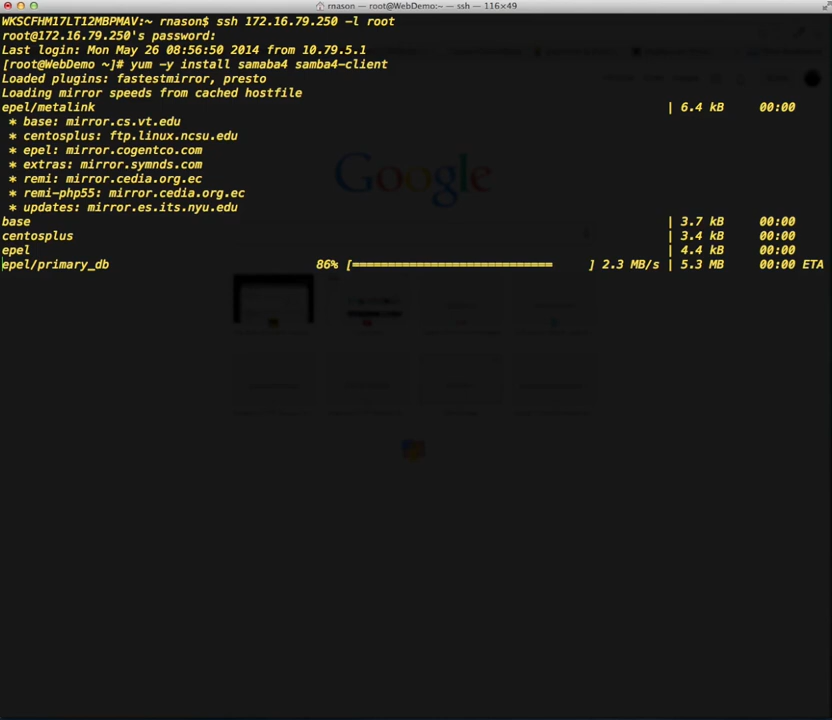 rnason — root@WebDemo:~ — ssh — 116×49
WKSCFHM17LT12MBPMAV:~ rnason$ ssh 172.16.79.250 -l root
root@172.16.79.250's password:
Last login: Mon May 26 08:56:50 2014 from 10.79.5.1
[root@WebDemo ~]# yum -y install samaba4 samba4-client
Loaded plugins: fastestmirror, presto
Loading mirror speeds from cached hostfile
epel/metalink | 6.4 kB 00:00
* base: mirror.cs.vt.edu
* centosplus: ftp.linux.ncsu.edu
* epel: mirror.cogentco.com
* extras: mirror.symnds.com
* remi: mirror.cedia.org.ec
* remi-php55: mirror.cedia.org.ec
* updates: mirror.es.its.nyu.edu
base | 3.7 kB 00:00
centosplus | 3.4 kB 00:00
epel | 4.4 kB 00:00
epel/primary_db 86% [============================ ] 2.3 MB/s | 5.3 MB 00:00 ETA
Google